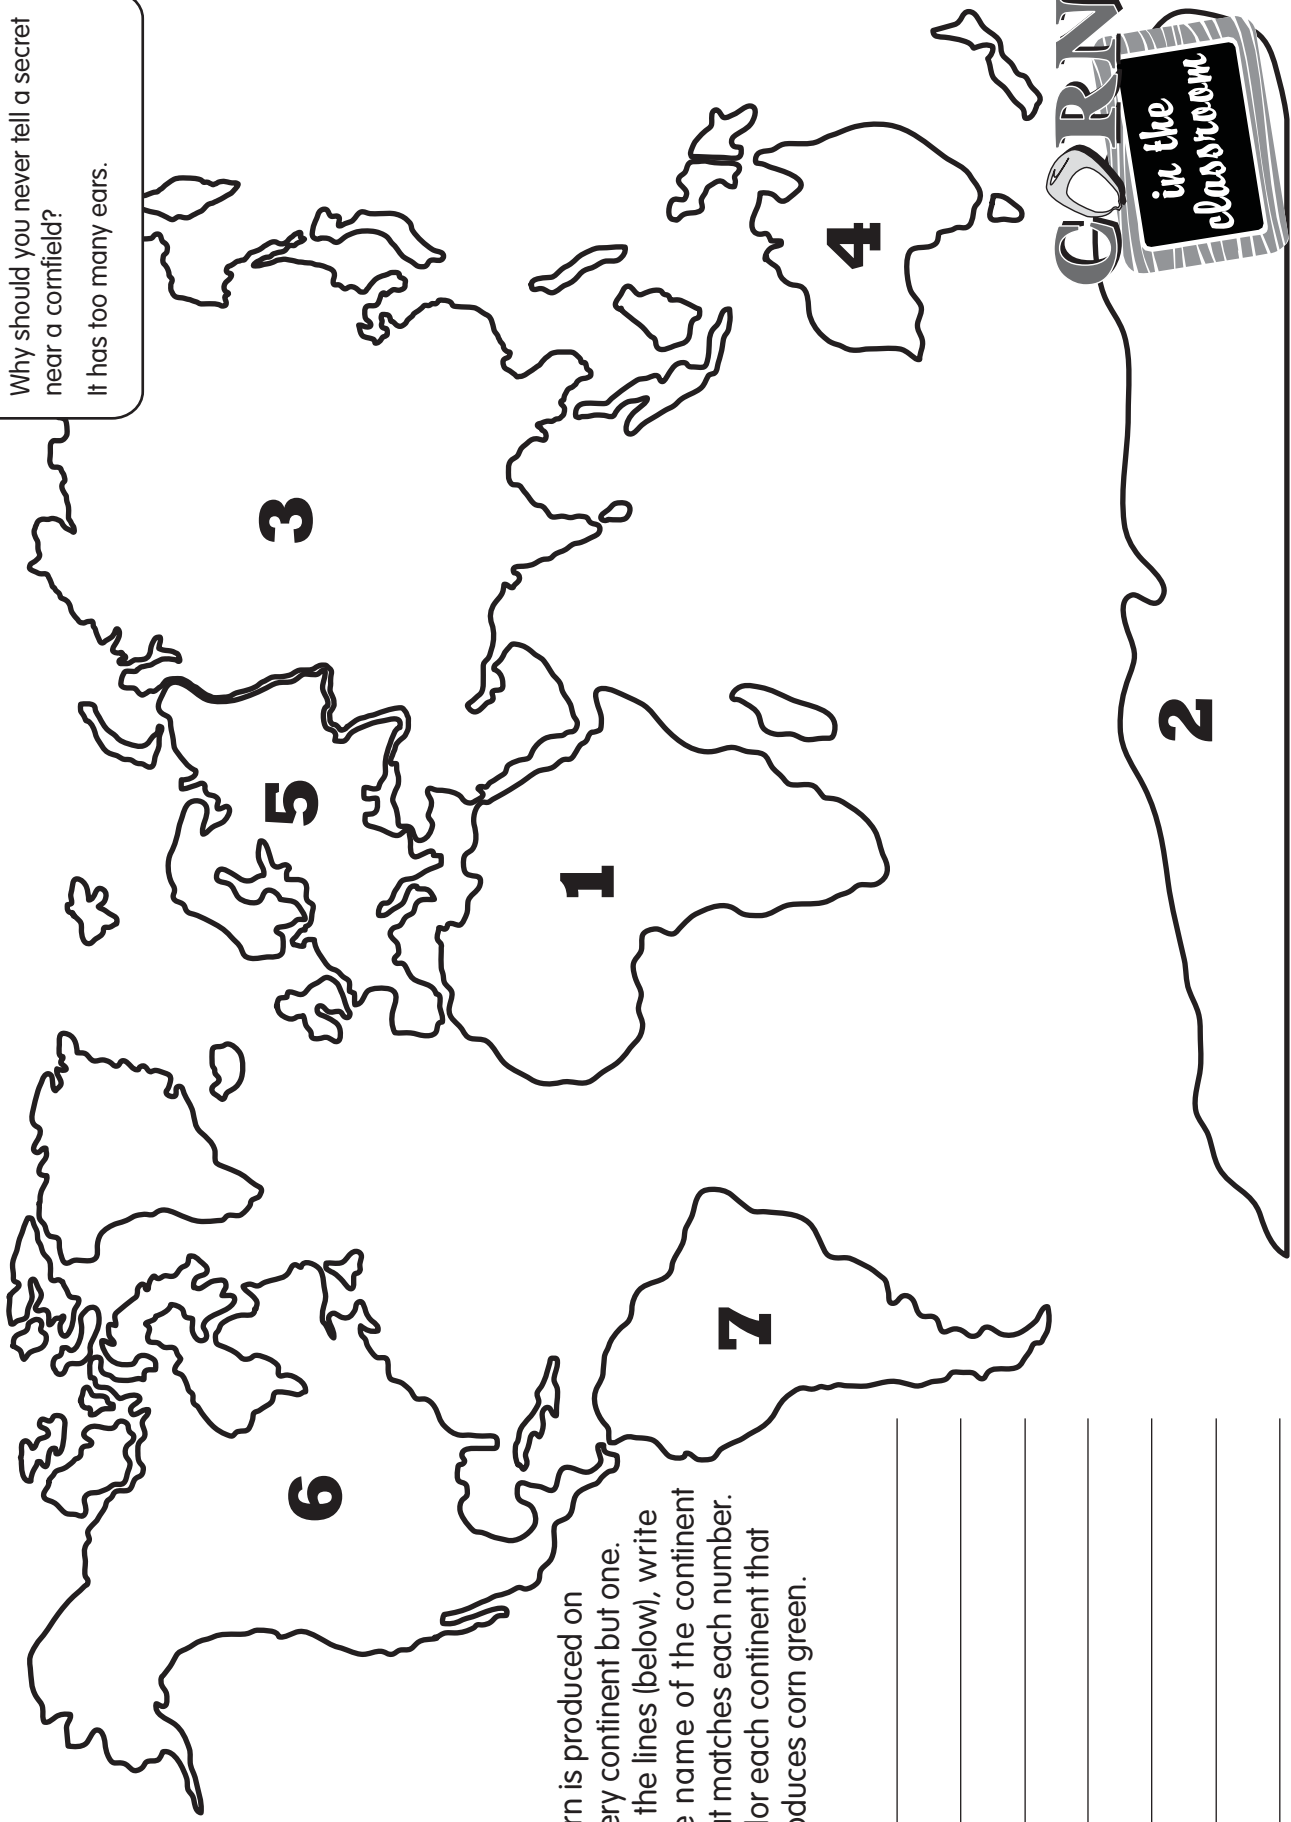 Why should you never tell a secret
near a cornfield?
It has too many ears.
6
5
3
rn is produced on
ery continent but one.
the lines (below), write
e name of the continent
t matches each number.
lor each continent that
oduces corn green.
7
1
4
2
CORN
in the
classroom